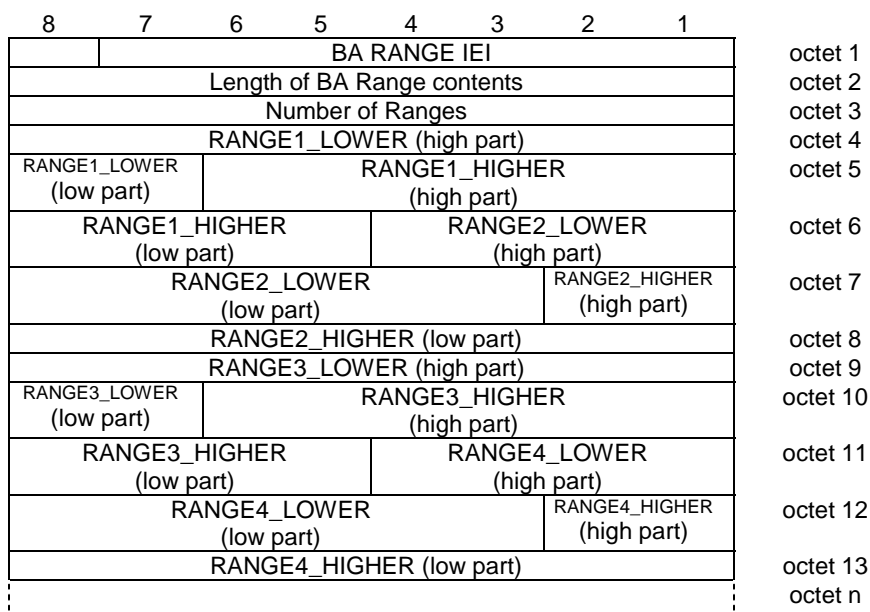 8 7 6 5 4 3 2 1
BA RANGE IEI octet 1
Length of BA Range contents octet 2
Number of Ranges octet 3
RANGE1_LOWER (high part) octet 4
RANGE1_LOWER RANGE1_HIGHER octet 5
(low part) (high part)
RANGE1_HIGHER RANGE2_LOWER octet 6
(low part) (high part)
RANGE2_LOWER RANGE2_HIGHER octet 7
(low part) (high part)
RANGE2_HIGHER (low part) octet 8
RANGE3_LOWER (high part) octet 9
RANGE3_LOWER RANGE3_HIGHER octet 10
(low part) (high part)
RANGE3_HIGHER RANGE4_LOWER octet 11
(low part) (high part)
RANGE4_LOWER RANGE4_HIGHER octet 12
(low part) (high part)
RANGE4_HIGHER (low part) octet 13
octet n